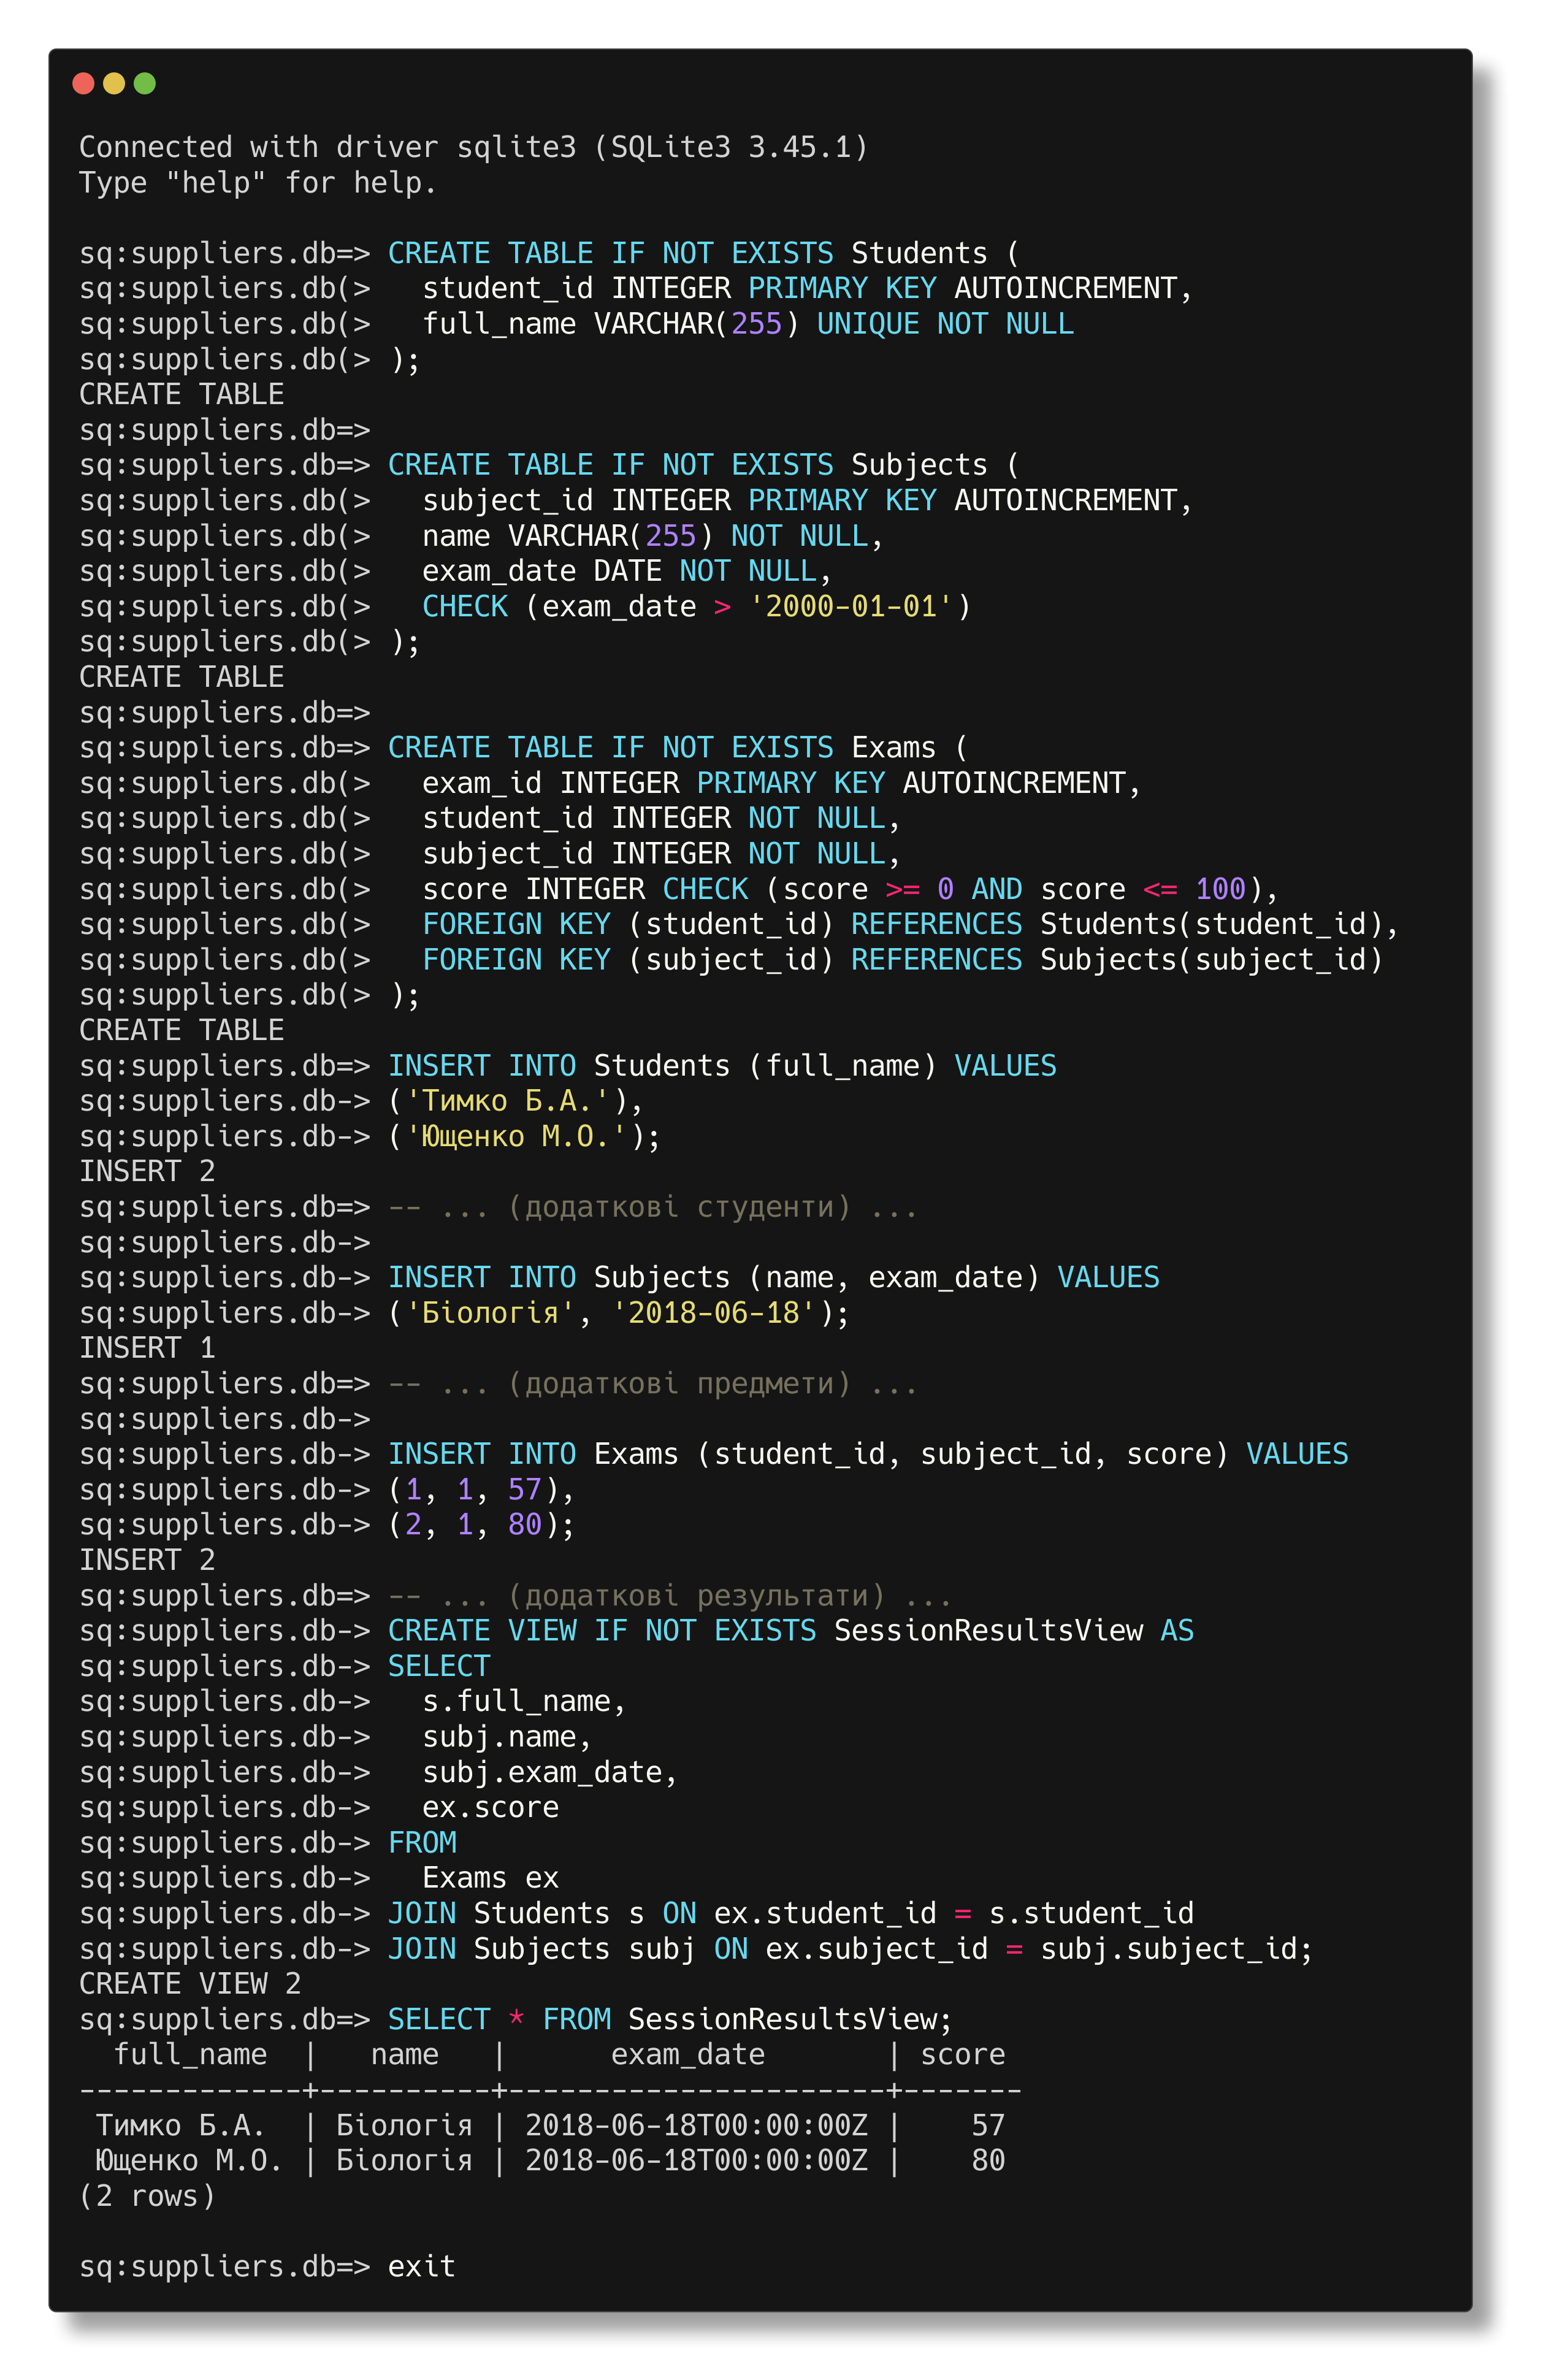 Connected with driver sqlite3 (SQLite3 3.45.1)
Type "help" for help.

sq:suppliers.db=> CREATE TABLE IF NOT EXISTS Students (
sq:suppliers.db(>   student_id INTEGER PRIMARY KEY AUTOINCREMENT,
sq:suppliers.db(>   full_name VARCHAR(255) UNIQUE NOT NULL
sq:suppliers.db(> );
CREATE TABLE
sq:suppliers.db=>
sq:suppliers.db=> CREATE TABLE IF NOT EXISTS Subjects (
sq:suppliers.db(>   subject_id INTEGER PRIMARY KEY AUTOINCREMENT,
sq:suppliers.db(>   name VARCHAR(255) NOT NULL,
sq:suppliers.db(>   exam_date DATE NOT NULL,
sq:suppliers.db(>   CHECK (exam_date > '2000-01-01')
sq:suppliers.db(> );
CREATE TABLE
sq:suppliers.db=>
sq:suppliers.db=> CREATE TABLE IF NOT EXISTS Exams (
sq:suppliers.db(>   exam_id INTEGER PRIMARY KEY AUTOINCREMENT,
sq:suppliers.db(>   student_id INTEGER NOT NULL,
sq:suppliers.db(>   subject_id INTEGER NOT NULL,
sq:suppliers.db(>   score INTEGER CHECK (score >= 0 AND score <= 100),
sq:suppliers.db(>   FOREIGN KEY (student_id) REFERENCES Students(student_id),
sq:suppliers.db(>   FOREIGN KEY (subject_id) REFERENCES Subjects(subject_id)
sq:suppliers.db(> );
CREATE TABLE
sq:suppliers.db=> INSERT INTO Students (full_name) VALUES
sq:suppliers.db-> ('Тимко Б.А.'),
sq:suppliers.db-> ('Ющенко М.О.');
INSERT 2
sq:suppliers.db=> -- ... (додаткові студенти) ...
sq:suppliers.db->
sq:suppliers.db-> INSERT INTO Subjects (name, exam_date) VALUES
sq:suppliers.db-> ('Біологія', '2018-06-18');
INSERT 1
sq:suppliers.db=> -- ... (додаткові предмети) ...
sq:suppliers.db->
sq:suppliers.db-> INSERT INTO Exams (student_id, subject_id, score) VALUES
sq:suppliers.db-> (1, 1, 57),
sq:suppliers.db-> (2, 1, 80);
INSERT 2
sq:suppliers.db=> -- ... (додаткові результати) ...
sq:suppliers.db-> CREATE VIEW IF NOT EXISTS SessionResultsView AS
sq:suppliers.db-> SELECT
sq:suppliers.db->   s.full_name,
sq:suppliers.db->   subj.name,
sq:suppliers.db->   subj.exam_date,
sq:suppliers.db->   ex.score
sq:suppliers.db-> FROM
sq:suppliers.db->   Exams ex
sq:suppliers.db-> JOIN Students s ON ex.student_id = s.student_id
sq:suppliers.db-> JOIN Subjects subj ON ex.subject_id = subj.subject_id;
CREATE VIEW 2
sq:suppliers.db=> SELECT * FROM SessionResultsView;
  full_name  |   name   |      exam_date       | score
-------------+----------+----------------------+-------
 Тимко Б.А.  | Біологія | 2018-06-18T00:00:00Z |    57
 Ющенко М.О. | Біологія | 2018-06-18T00:00:00Z |    80
(2 rows)

sq:suppliers.db=> exit